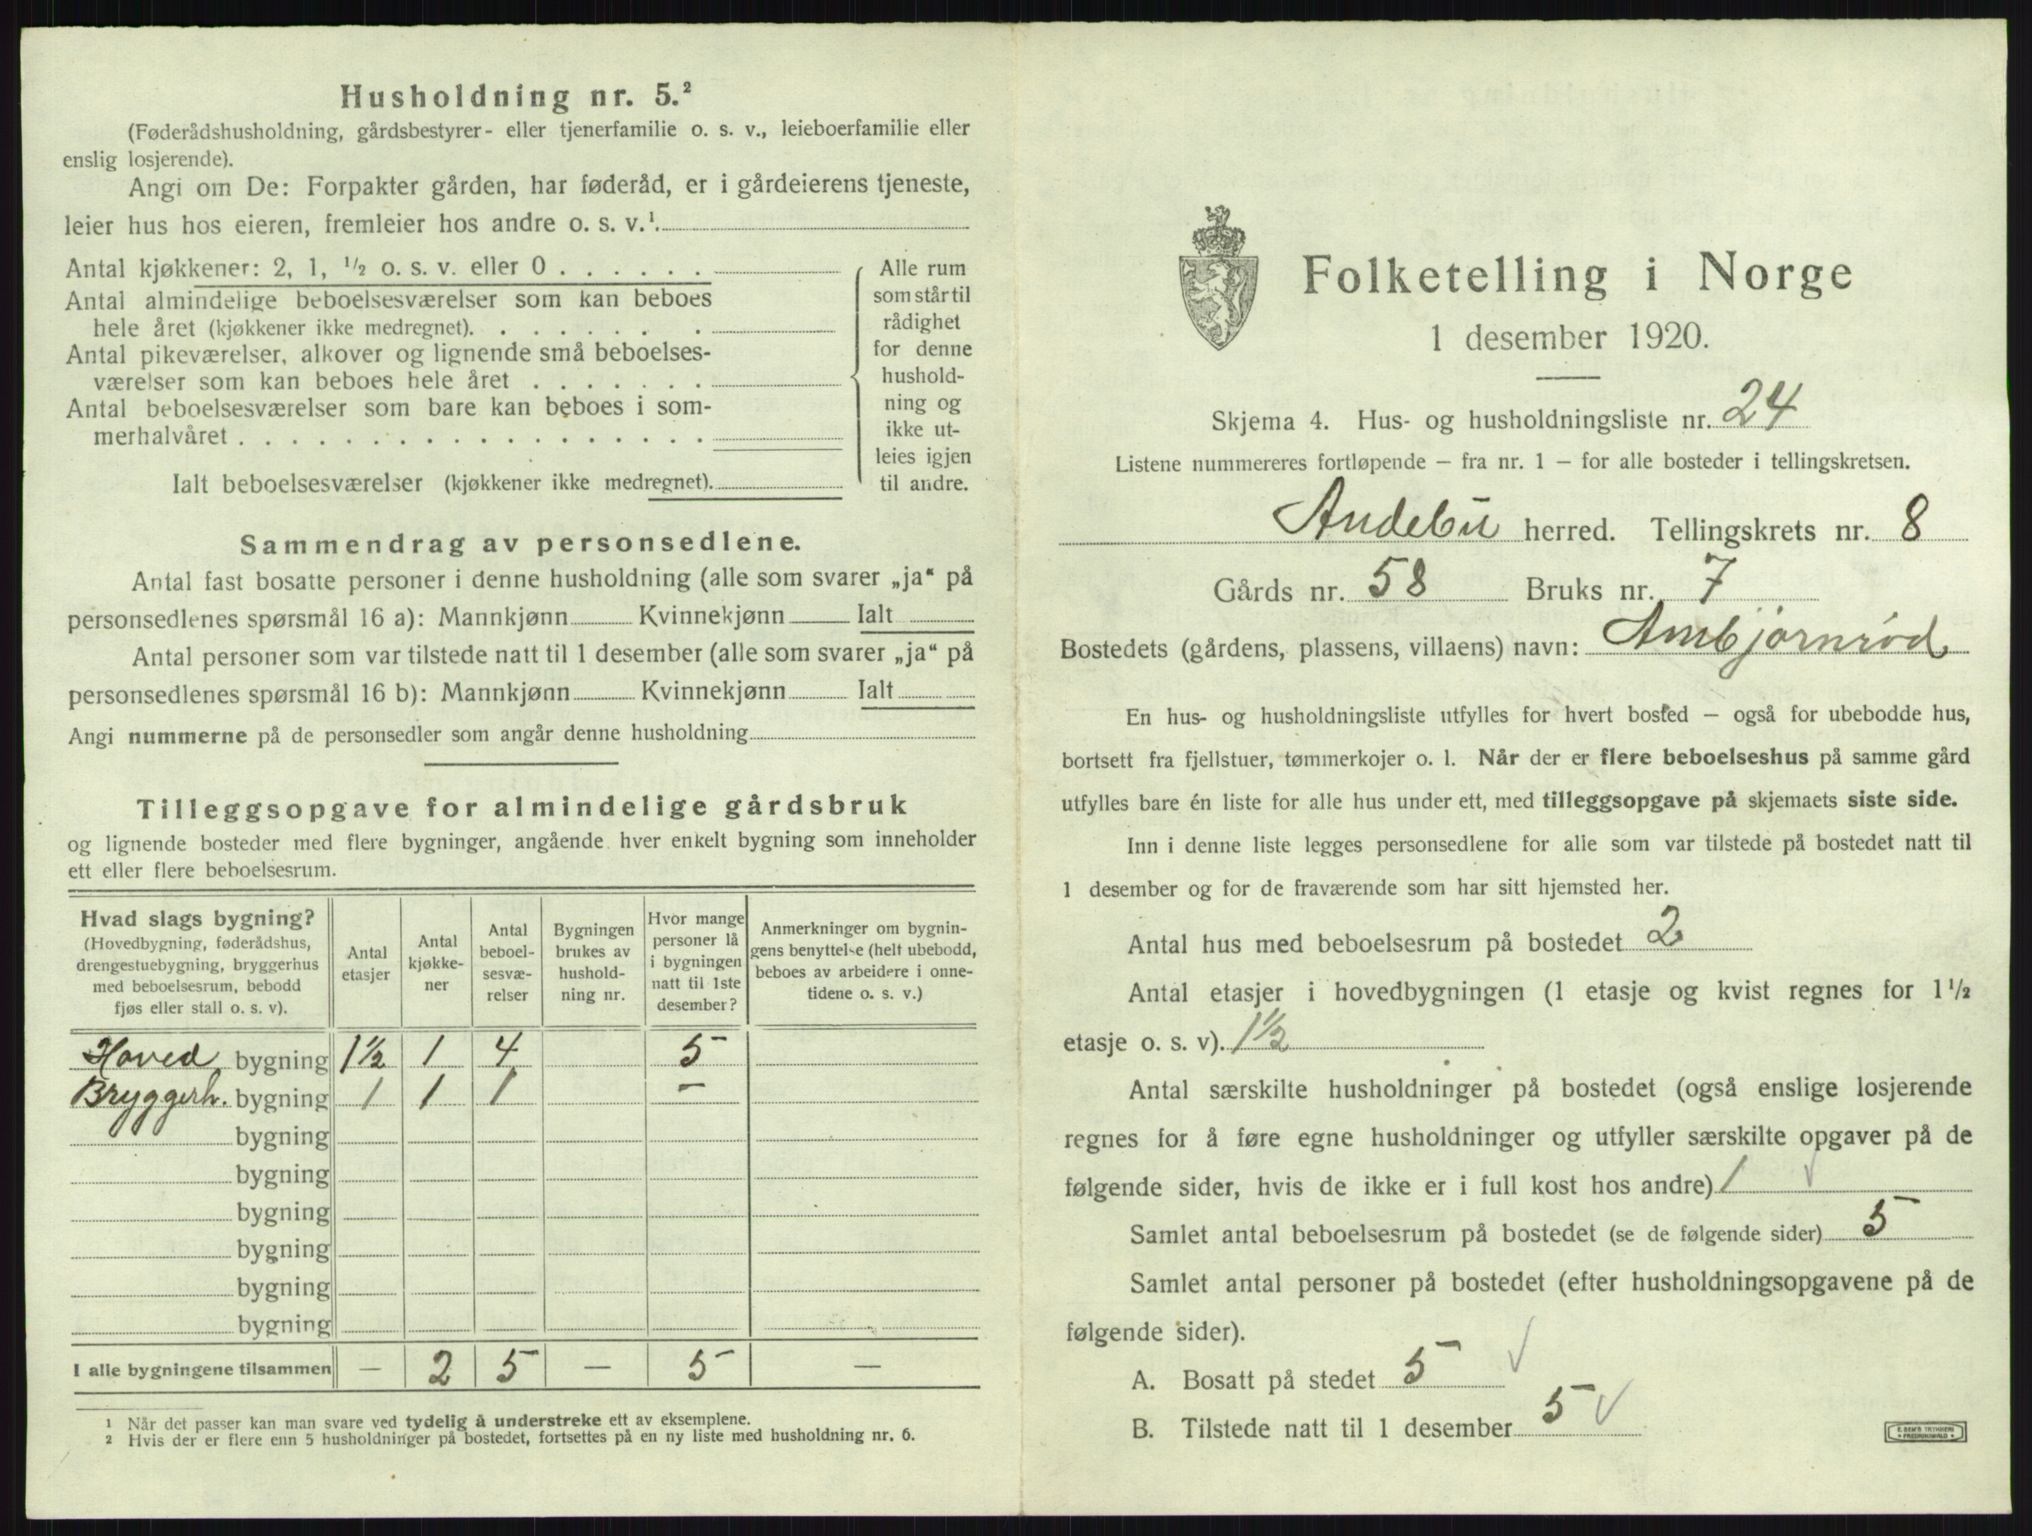 Husholdning nr. 5.²
(Føderådshusholdning, gårdsbestyrer- eller tjenerfamilie o. s. v., leieboerfamilie eller
enslig losjerende).
Angi om De: Forpakter gården, har føderåd, er i gårdeierens tjeneste,
leier hus hos eieren, fremleier hos andre o. s. v.¹.
Antal kjøkkener: 2, 1, ½ o. s. v. eller 0 . . . . . .
Antal almindelige beboelsesværelser som kan beboes
hele året (kjøkkener ikke medregnet). . . . . . . .
Antal pikeværelser, alkover og lignende små beboelses-
værelser som kan beboes hele året . . . . . . .
Antal beboelsesværelser som bare kan beboes i som-
merhalvåret . . . . . . . . . . . . . . . . . .
Ialt beboelsesværelser (kjøkkener ikke medregnet).
Alle rum
som står til
rådighet
for denne
hushold-
ning og
ikke ut-
leies igjen
til andre.
Sammendrag av personsedlene.
Antal fast bosatte personer i denne husholdning (alle som svarer „ja“ på
personsedlenes spørsmål 16 a): Mannkjønn Kvinnekjønn Ialt
Antal personer som var tilstede natt til 1 desember (alle som svarer „ja“ på
personsedlenes spørsmål 16 b): Mannkjønn Kvinnekjønn Ialt
Angi nummerne på de personsedler som angår denne husholdning
Tilleggsopgave for almindelige gårdsbruk
og lignende bosteder med flere bygninger, angående hver enkelt bygning som inneholder
ett eller flere beboelsesrum.
Hvad slags bygning?
(Hovedbygning, føderådshus,
drengestuebygning, bryggerhus
med beboelsesrum, bebodd
fjøs eller stall o. s. v).
Antal
etasjer
Antal
kjøkke-
ner
Antal
beboel-
sesvæ-
relser
Bygningen
brukes av
hushold-
ning nr.
Hvor mange
personer lå
i bygningen
natt til 1ste
desember?
Anmerkninger om bygnin-
gens benyttelse (helt ubebodd,
beboes av arbeidere i onne-
tidene o. s. v.)
Hoved bygning 1½ 1 4 5
Bryggerh. bygning 1 1 1 –
bygning
bygning
bygning
bygning
bygning
bygning
I alle bygningene tilsammen — 2 5 — 5 —
¹ Når det passer kan man svare ved tydelig å understreke ett av eksemplene.
² Hvis der er flere enn 5 husholdninger på bostedet, fortsettes på en ny liste med husholdning nr. 6.
Folketelling i Norge
1 desember 1920.
Skjema 4. Hus- og husholdningsliste nr. 24
Listene nummereres fortløpende – fra nr. 1 – for alle bosteder i tellingskretsen.
Andebu herred. Tellingskrets nr. 8
Gårds nr. 58 Bruks nr. 7
Bostedets (gårdens, plassens, villaens) navn: Ambjørnrød
En hus- og husholdningsliste utfylles for hvert bosted – også for ubebodde hus,
bortsett fra fjellstuer, tømmerkojer o. l. Når der er flere beboelseshus på samme gård
utfylles bare én liste for alle hus under ett, med tilleggsopgave på skjemaets siste side.
Inn i denne liste legges personsedlene for alle som var tilstede på bostedet natt til
1 desember og for de fraværende som har sitt hjemsted her.
Antal hus med beboelsesrum på bostedet 2
Antal etasjer i hovedbygningen (1 etasje og kvist regnes for 1½
etasje o. s. v). 1½
Antal særskilte husholdninger på bostedet (også enslige losjerende
regnes for å føre egne husholdninger og utfyller særskilte opgaver på de
følgende sider, hvis de ikke er i full kost hos andre) 1 ✓
Samlet antal beboelsesrum på bostedet (se de følgende sider) 5
Samlet antal personer på bostedet (efter husholdningsopgavene på de
følgende sider).
A. Bosatt på stedet 5 ✓
B. Tilstede natt til 1 desember 5 ✓